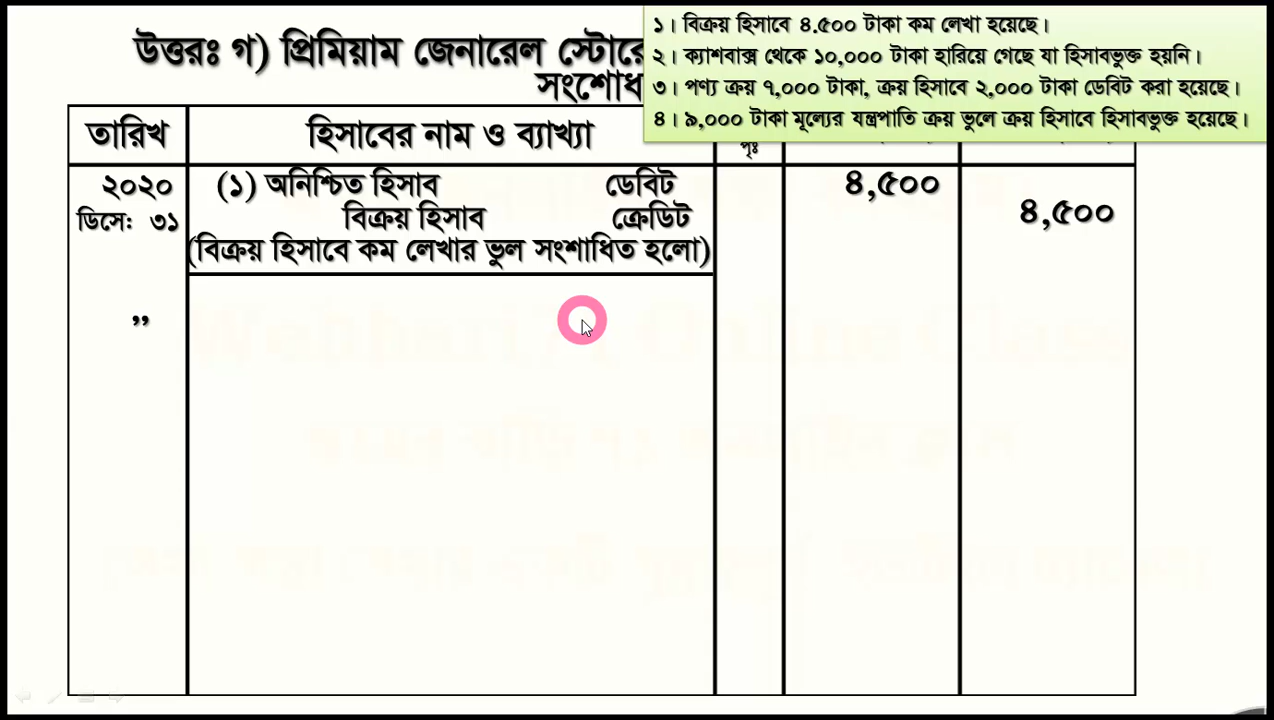 ১। বিক্রয় হিসাবে ৪.৫০০ টাকা কম লেখা হয়েছে।
২। ক্যাশবাক্স থেকে ১০,০০০ টাকা হারিয়ে গেছে যা হিসাবভুক্ত হয়নি।
৩। পণ্য ক্রয় ৭,০০০ টাকা, ক্রয় হিসাবে ২,০০০ টাকা ডেবিট করা হয়েছে।
৪। ৯,০০০ টাকা মূল্যের যন্ত্রপাতি ক্রয় ভুলে ক্রয় হিসাবে হিসাবভুক্ত হয়েছে।
উত্তরঃ গ) প্রিমিয়াম জেনারেল
তারিখ হিসাবের নাম ও ব্যাখ্যা পৃঃ
২০২০ (১) অনিশ্চিত হিসাব ডেবিট ৪,৫০০
ডিসে: ৩১ বিক্রয় হিসাব ক্রেডিট ৪,৫০০
(বিক্রয় হিসাবে কম লেখার ভুল সংশাধিত হলো)
”